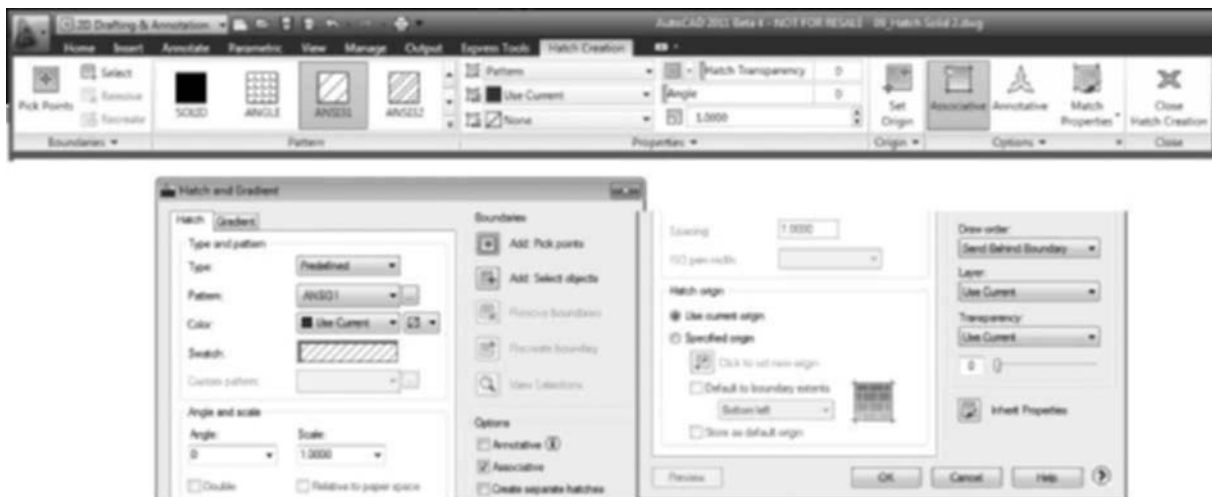 2D Drafting & Annotation
AutoCAD 2011 Beta 4 - NOT FOR RESALE 09_Hatch Solid 2.dwg
Home Insert Annotate Parametric View Manage Output Express Tools Hatch Creation
Pick Points
Select
Remove
Recreate
Boundaries
SOLID ANGLE ANSI31 ANSI32
Pattern
Pattern
Use Current
None
Hatch Transparency 0
Angle 0
1.0000
Properties
Set Origin
Origin
Associative Annotative Match Properties
Options
Close Hatch Creation
Close
Hatch and Gradient
Hatch Gradient
Type and pattern
Type: Predefined
Pattern: ANSI31
Color: Use Current
Swatch:
Custom pattern:
Angle and scale
Angle: Scale:
0 1.0000
Double Relative to paper space
Boundaries
Add: Pick points
Add: Select objects
Remove boundaries
Recreate boundary
View Selections
Options
Annotative
Associative
Create separate hatches
Spacing: 1.0000
ISO pen width:
Hatch origin
Use current origin
Specified origin
Click to set new origin
Default to boundary extents
Bottom left
Store as default origin
Preview
Draw order:
Send Behind Boundary
Layer:
Use Current
Transparency:
Use Current
0
Inherit Properties
OK Cancel Help